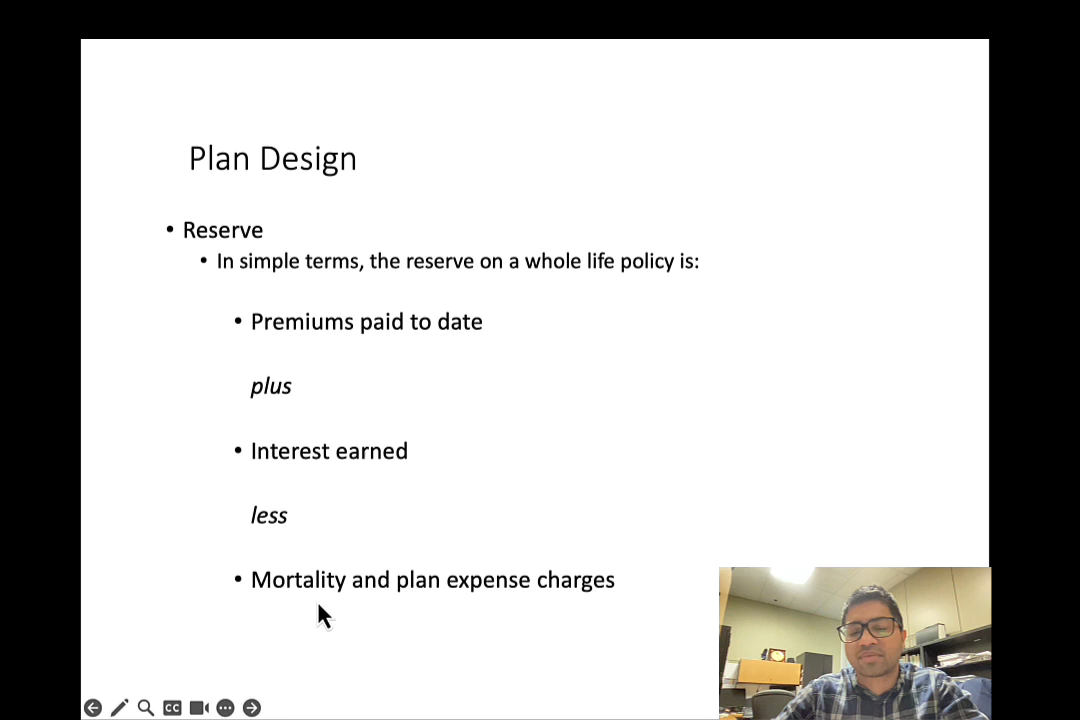 Plan Design
• Reserve
• In simple terms, the reserve on a whole life policy is:
• Premiums paid to date
plus
• Interest earned
less
• Mortality and plan expense charges
CC